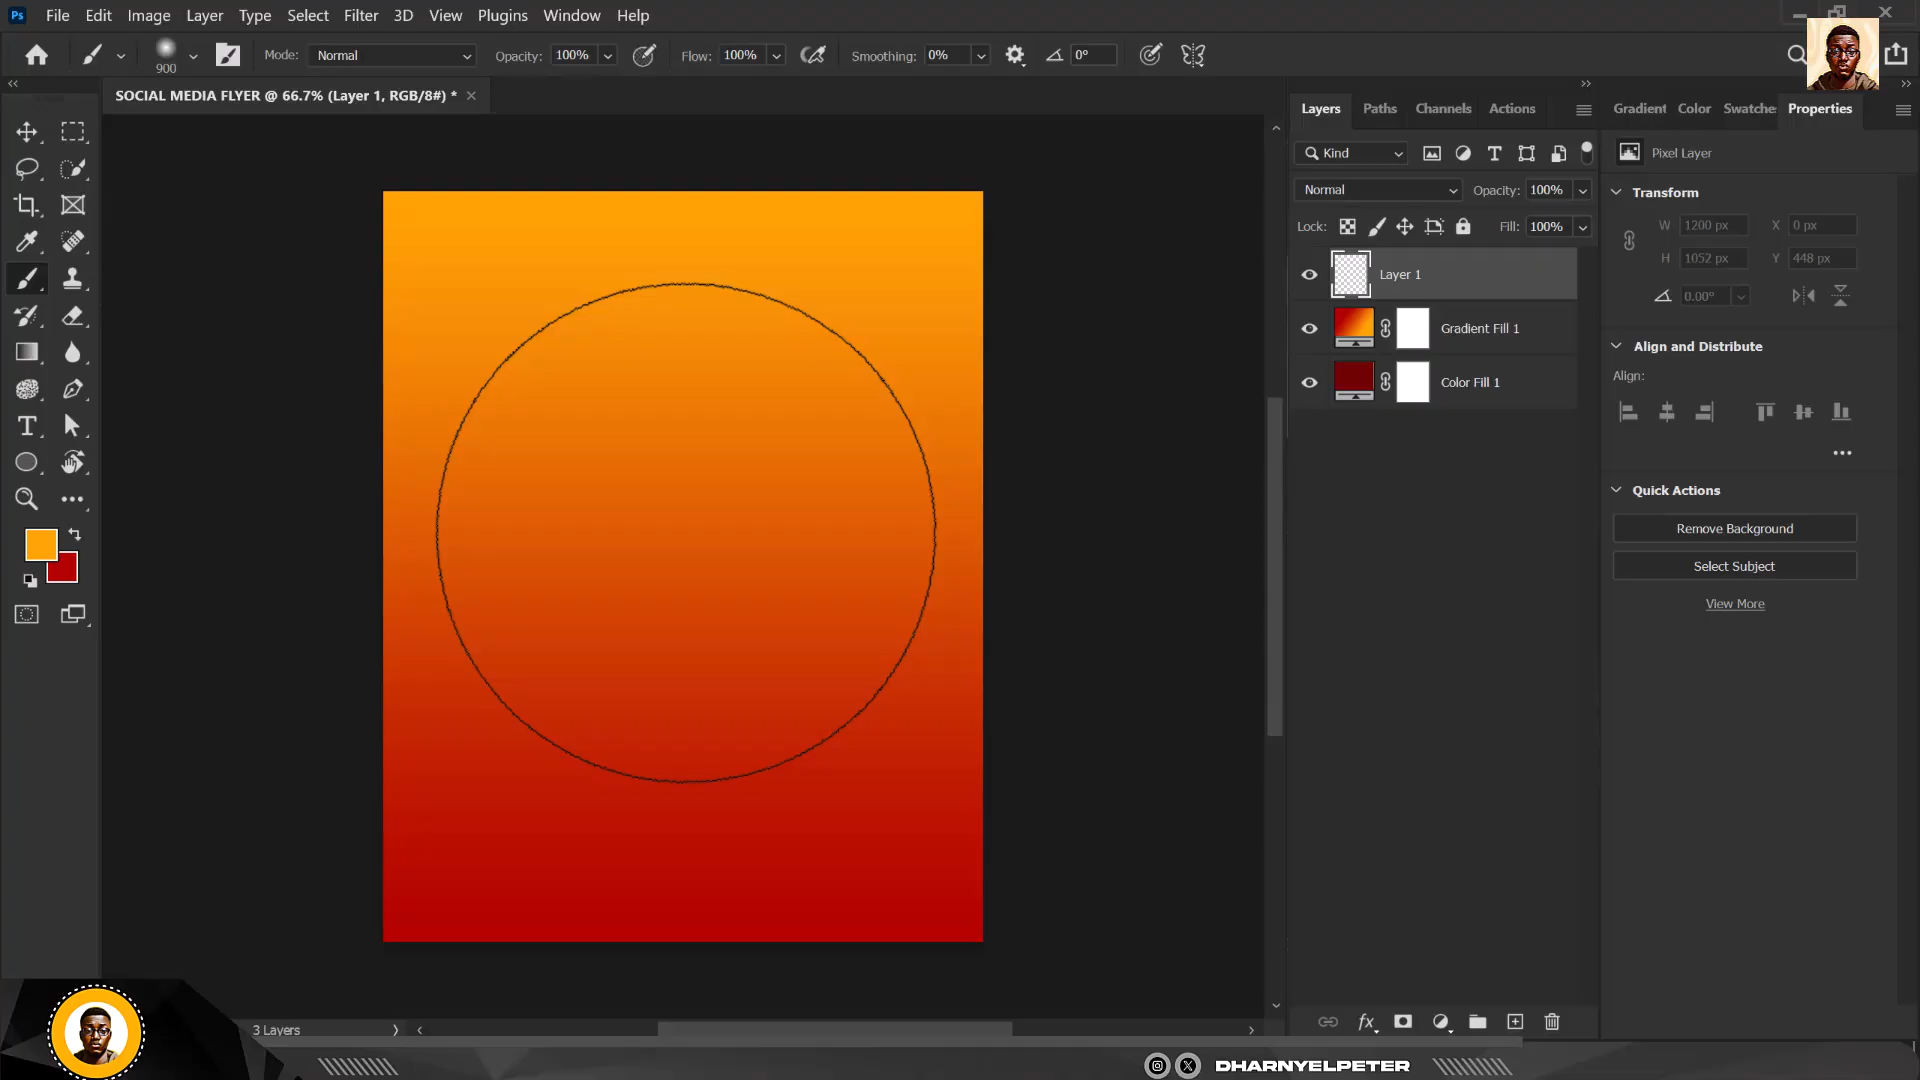 Ps File Edit Image Layer Type Select Filter 3D View Plugins Window Help
900 Mode: Normal Opacity: 100% Flow: 100% Smoothing: 0% 0°
SOCIAL MEDIA FLYER @ 66.7% (Layer 1, RGB/8#) *
Layers Paths Channels Actions
Gradient Color Swatche Properties
Kind
Pixel Layer
Normal Opacity: 100%
Transform
Lock: Fill: 100%
W 1200 px X 0 px
H 1052 px Y 448 px
0.00°
Layer 1
Gradient Fill 1
Color Fill 1
Align and Distribute
Align:
Quick Actions
Remove Background
Select Subject
View More
3 Layers
fx
DHARNYELPETER